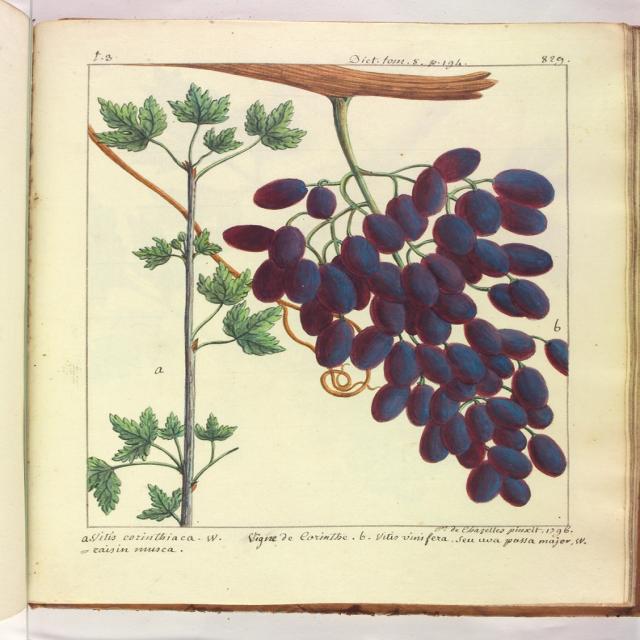 t. 3.
Dict. tom. 8. p. 194.
829.
a
b
de Chazelles pinxit. 1796.
a. Vitis corinthiaca. W. Vigne de Corinthe. b. Vitis vinifera. seu uva passa major, W.
raisin musca.